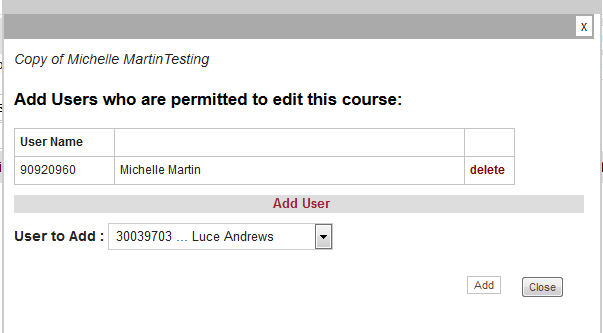 x
Copy of Michelle MartinTesting
Add Users who are permitted to edit this course:
User Name
90920960 Michelle Martin delete
Add User
User to Add : 30039703 ... Luce Andrews
Add Close